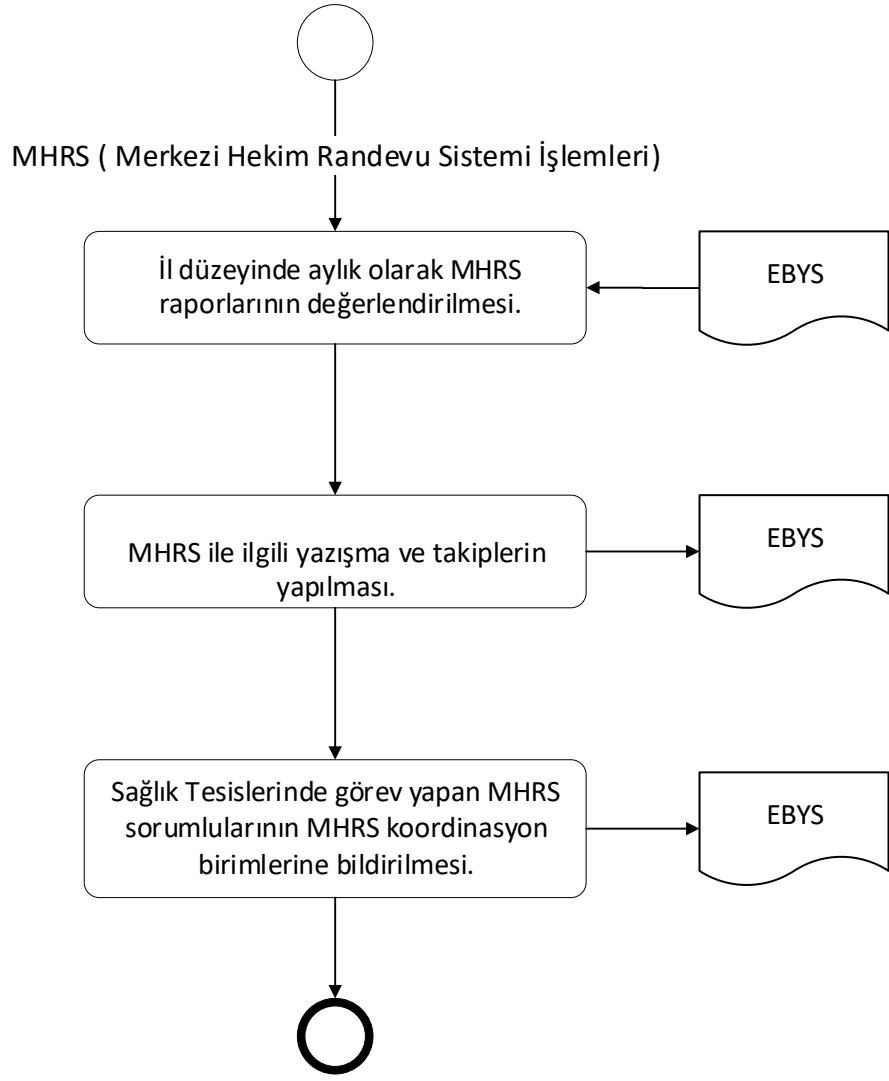 MHRS ( Merkezi Hekim Randevu Sistemi İşlemleri)
İl düzeyinde aylık olarak MHRS
raporlarının değerlendirilmesi.
EBYS
MHRS ile ilgili yazışma ve takiplerin
yapılması.
EBYS
Sağlık Tesislerinde görev yapan MHRS
sorumlularının MHRS koordinasyon
birimlerine bildirilmesi.
EBYS